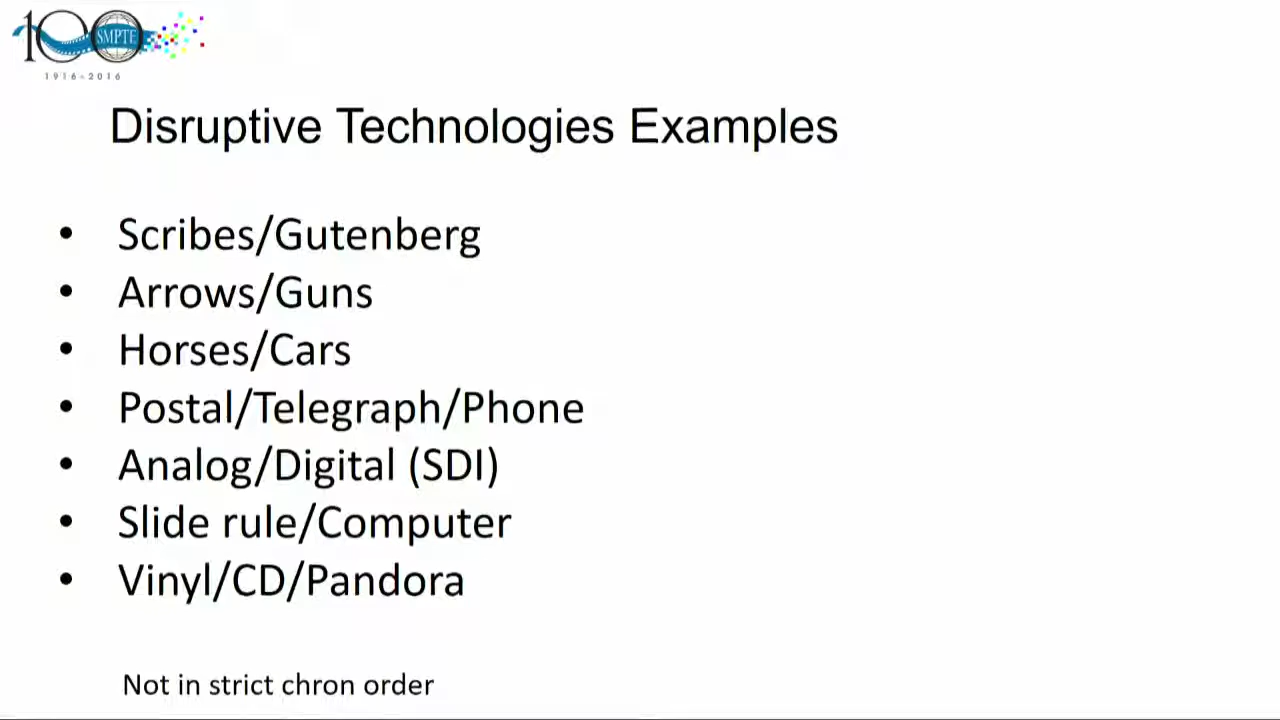 100 SMPTE
1916-2016
Disruptive Technologies Examples
• Scribes/Gutenberg
• Arrows/Guns
• Horses/Cars
• Postal/Telegraph/Phone
• Analog/Digital (SDI)
• Slide rule/Computer
• Vinyl/CD/Pandora
Not in strict chron order